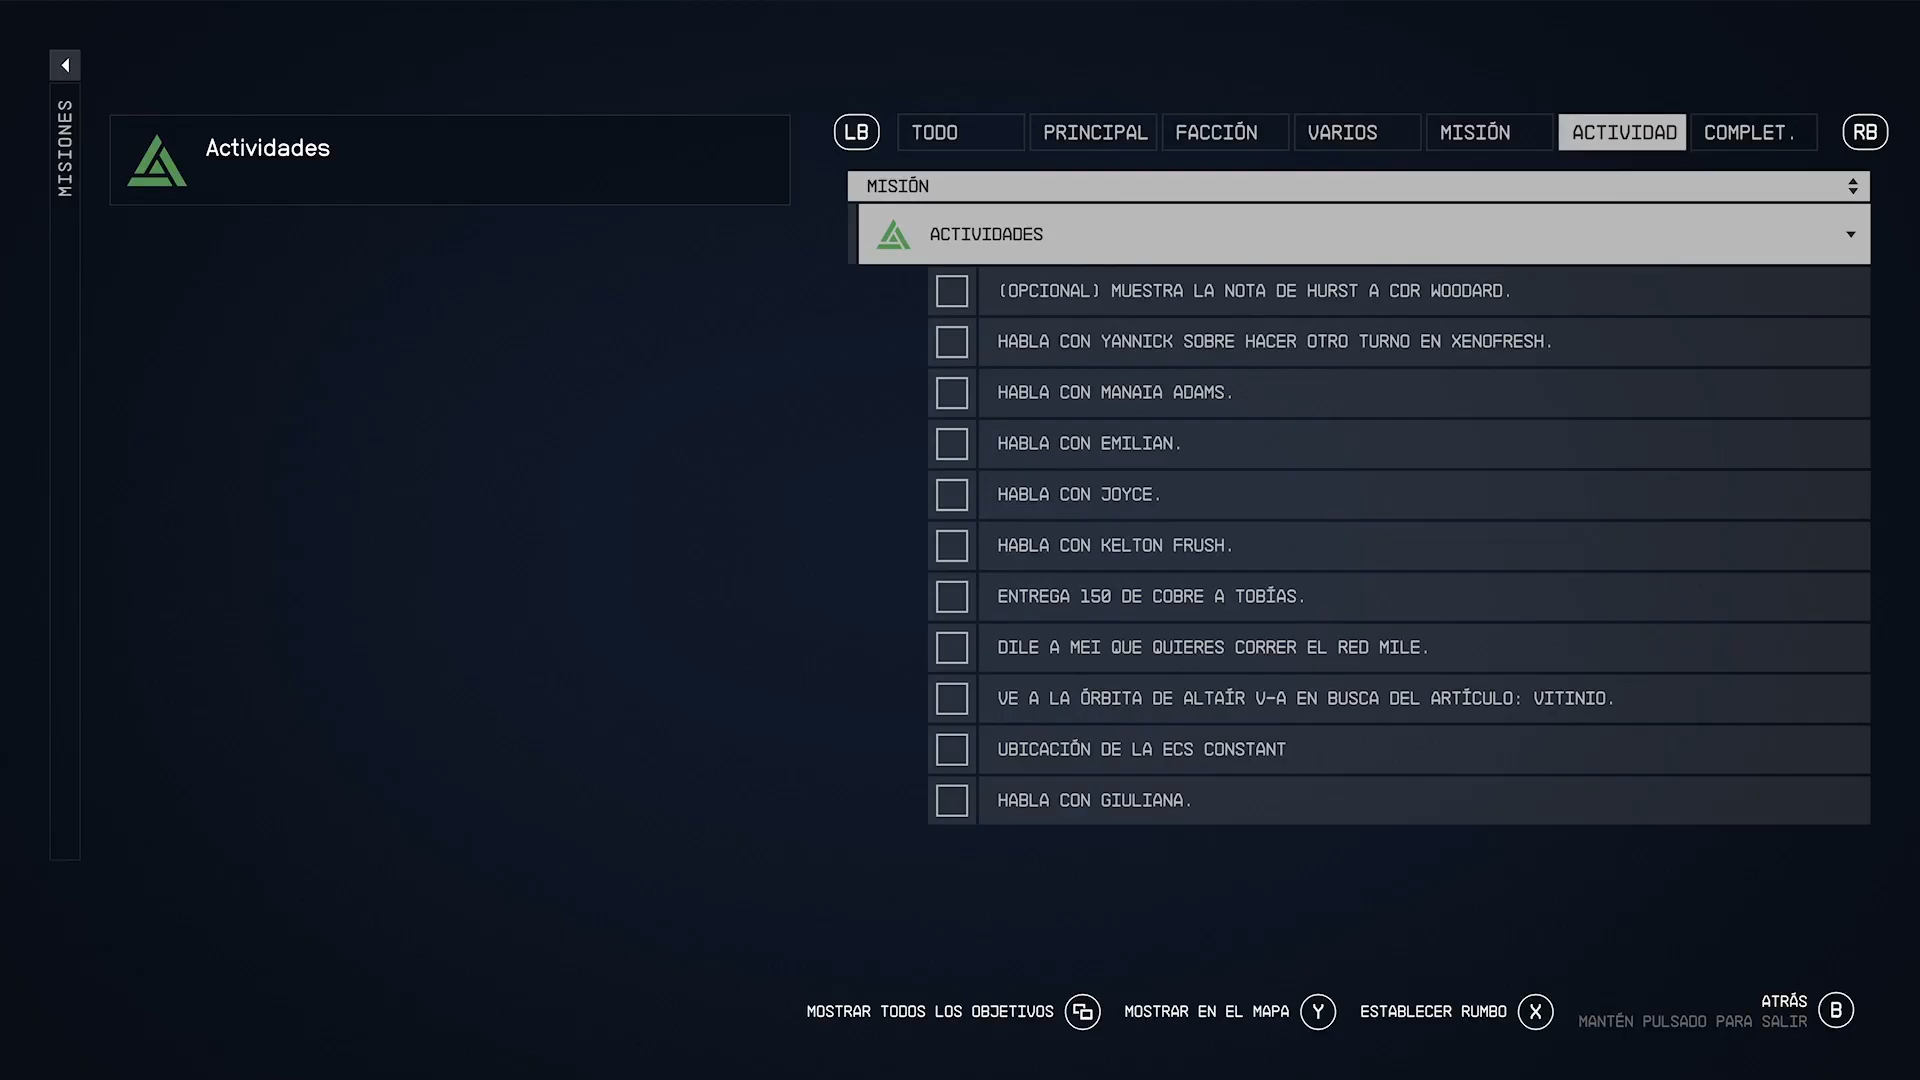 MISIONES
Actividades
LB TODO PRINCIPAL FACCIÓN VARIOS MISIÓN ACTIVIDAD COMPLET. RB
MISIÓN
ACTIVIDADES
(OPCIONAL) MUESTRA LA NOTA DE HURST A CDR WOODARD.
HABLA CON YANNICK SOBRE HACER OTRO TURNO EN XENOFRESH.
HABLA CON MANAIA ADAMS.
HABLA CON EMILIAN.
HABLA CON JOYCE.
HABLA CON KELTON FRUSH.
ENTREGA 150 DE COBRE A TOBÍAS.
DILE A MEI QUE QUIERES CORRER EL RED MILE.
VE A LA ÓRBITA DE ALTAÍR V-A EN BUSCA DEL ARTÍCULO: VITINIO.
UBICACIÓN DE LA ECS CONSTANT
HABLA CON GIULIANA.
MOSTRAR TODOS LOS OBJETIVOS MOSTRAR EN EL MAPA Y ESTABLECER RUMBO X ATRÁS B
MANTÉN PULSADO PARA SALIR